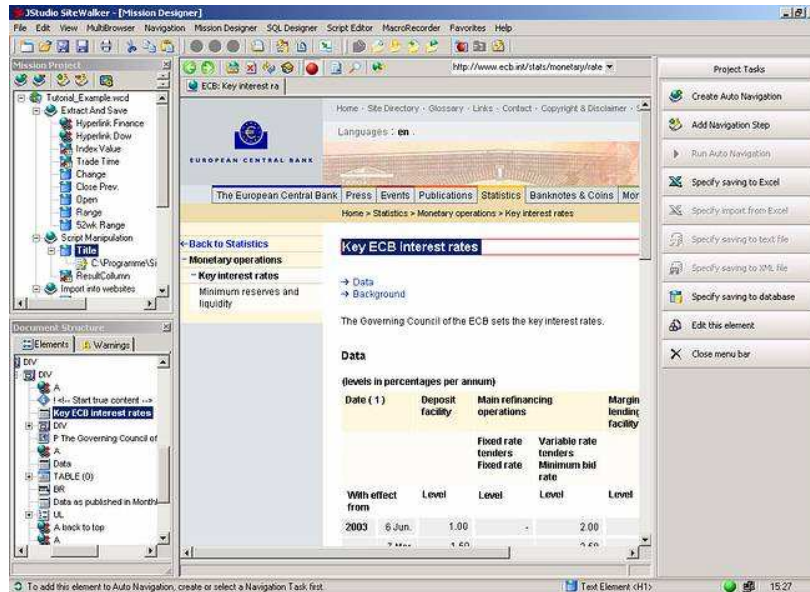 JStudio SiteWalker - [Mission Designer]
File Edit View MultiBrowser Navigation Mission Designer SQL Designer Script Editor MacroRecorder Favorites Help
Mission Project
Tutorial_Example.wcd
Extract And Save
Hyperlink Finance
Hyperlink Dow
Index Value
Trade Time
Change
Close Prev.
Open
Range
52wk Range
Script Manipulation
Title
C:\Programme\Si
ResultColumn
Import into websites
Document Structure
Elements Warnings
DIV
DIV
A
! <!-- Start true content -->
Key ECB interest rates
DIV
P The Governing Council of
A
Data
TABLE (0)
BR
Data as published in Monthl
UL
A back to top
A
http://www.ecb.int/stats/monetary/rate
ECB: Key interest ra
Home - Site Directory - Glossary - Links - Contact - Copyright & Disclaimer -
Languages : en .
EUROPEAN CENTRAL BANK
The European Central Bank Press Events Publications Statistics Banknotes & Coins Mor
Home > Statistics > Monetary operations > Key interest rates
Back to Statistics
Monetary operations
Key interest rates
Minimum reserves and
liquidity
Key ECB interest rates
Data
Background
The Governing Council of the ECB sets the key interest rates.
Data
(levels in percentages per annum)
Date ( 1 ) Deposit facility Main refinancing operations Margin lending facility
Fixed rate tenders Fixed rate Variable rate tenders Minimum bid rate
With effect from Level Level Level Level
2003 6 Jun. 1.00 - 2.00
Project Tasks
Create Auto Navigation
Add Navigation Step
Run Auto Navigation
Specify saving to Excel
Specify import from Excel
Specify saving to text file
Specify saving to XML file
Specify saving to database
Edit this element
Close menu bar
To add this element to Auto Navigation, create or select a Navigation Task first.
Text Element <H1>
15:27